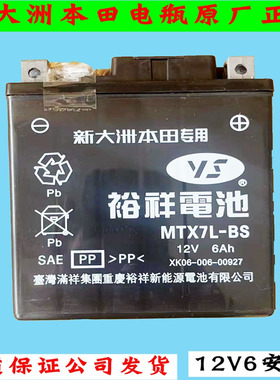 大洲本田电瓶原厂正
新大洲本田专用
YS
裕祥電池
MTX7L-BS
12V 6Ah
XK06-006-00927
Pb
Pb
SAE PP >PP<
臺灣滿祥集團重慶裕祥新能源電池有限公司
保证公司发货
12V6安